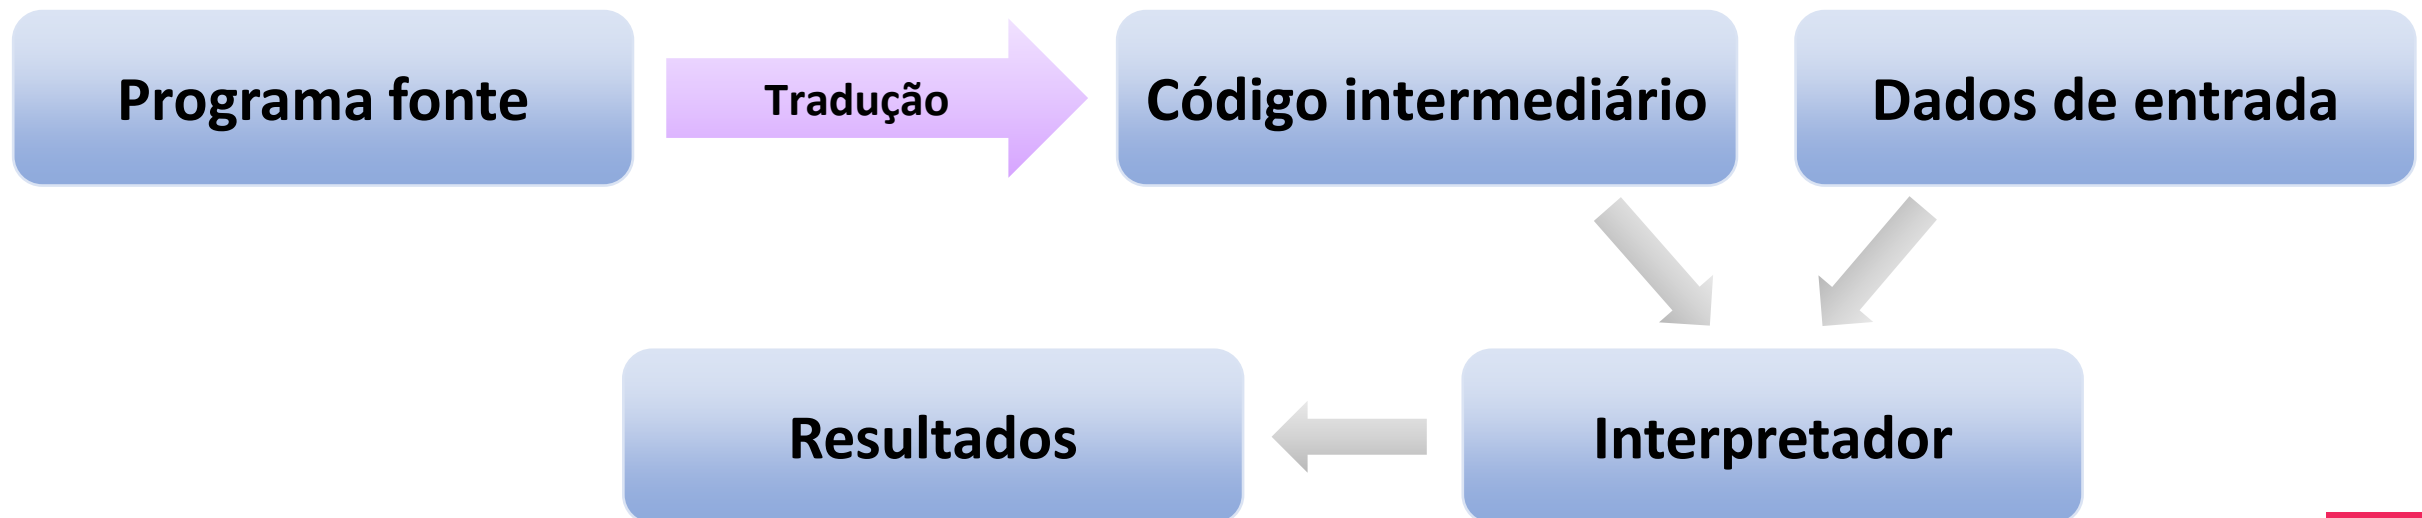 Programa fonte
Tradução
Código intermediário
Dados de entrada
Resultados
Interpretador